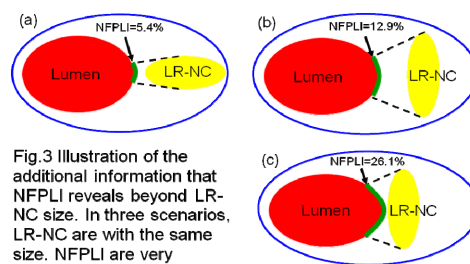 (a)
NFPLI=5.4%
Lumen
LR-NC
(b)
NFPLI=12.9%
Lumen
LR-NC
(c)
NFPLI=26.1%
Lumen
LR-NC
Fig.3 Illustration of the
additional information that
NFPLI reveals beyond LR-
NC size. In three scenarios,
LR-NC are with the same
size. NFPLI are very